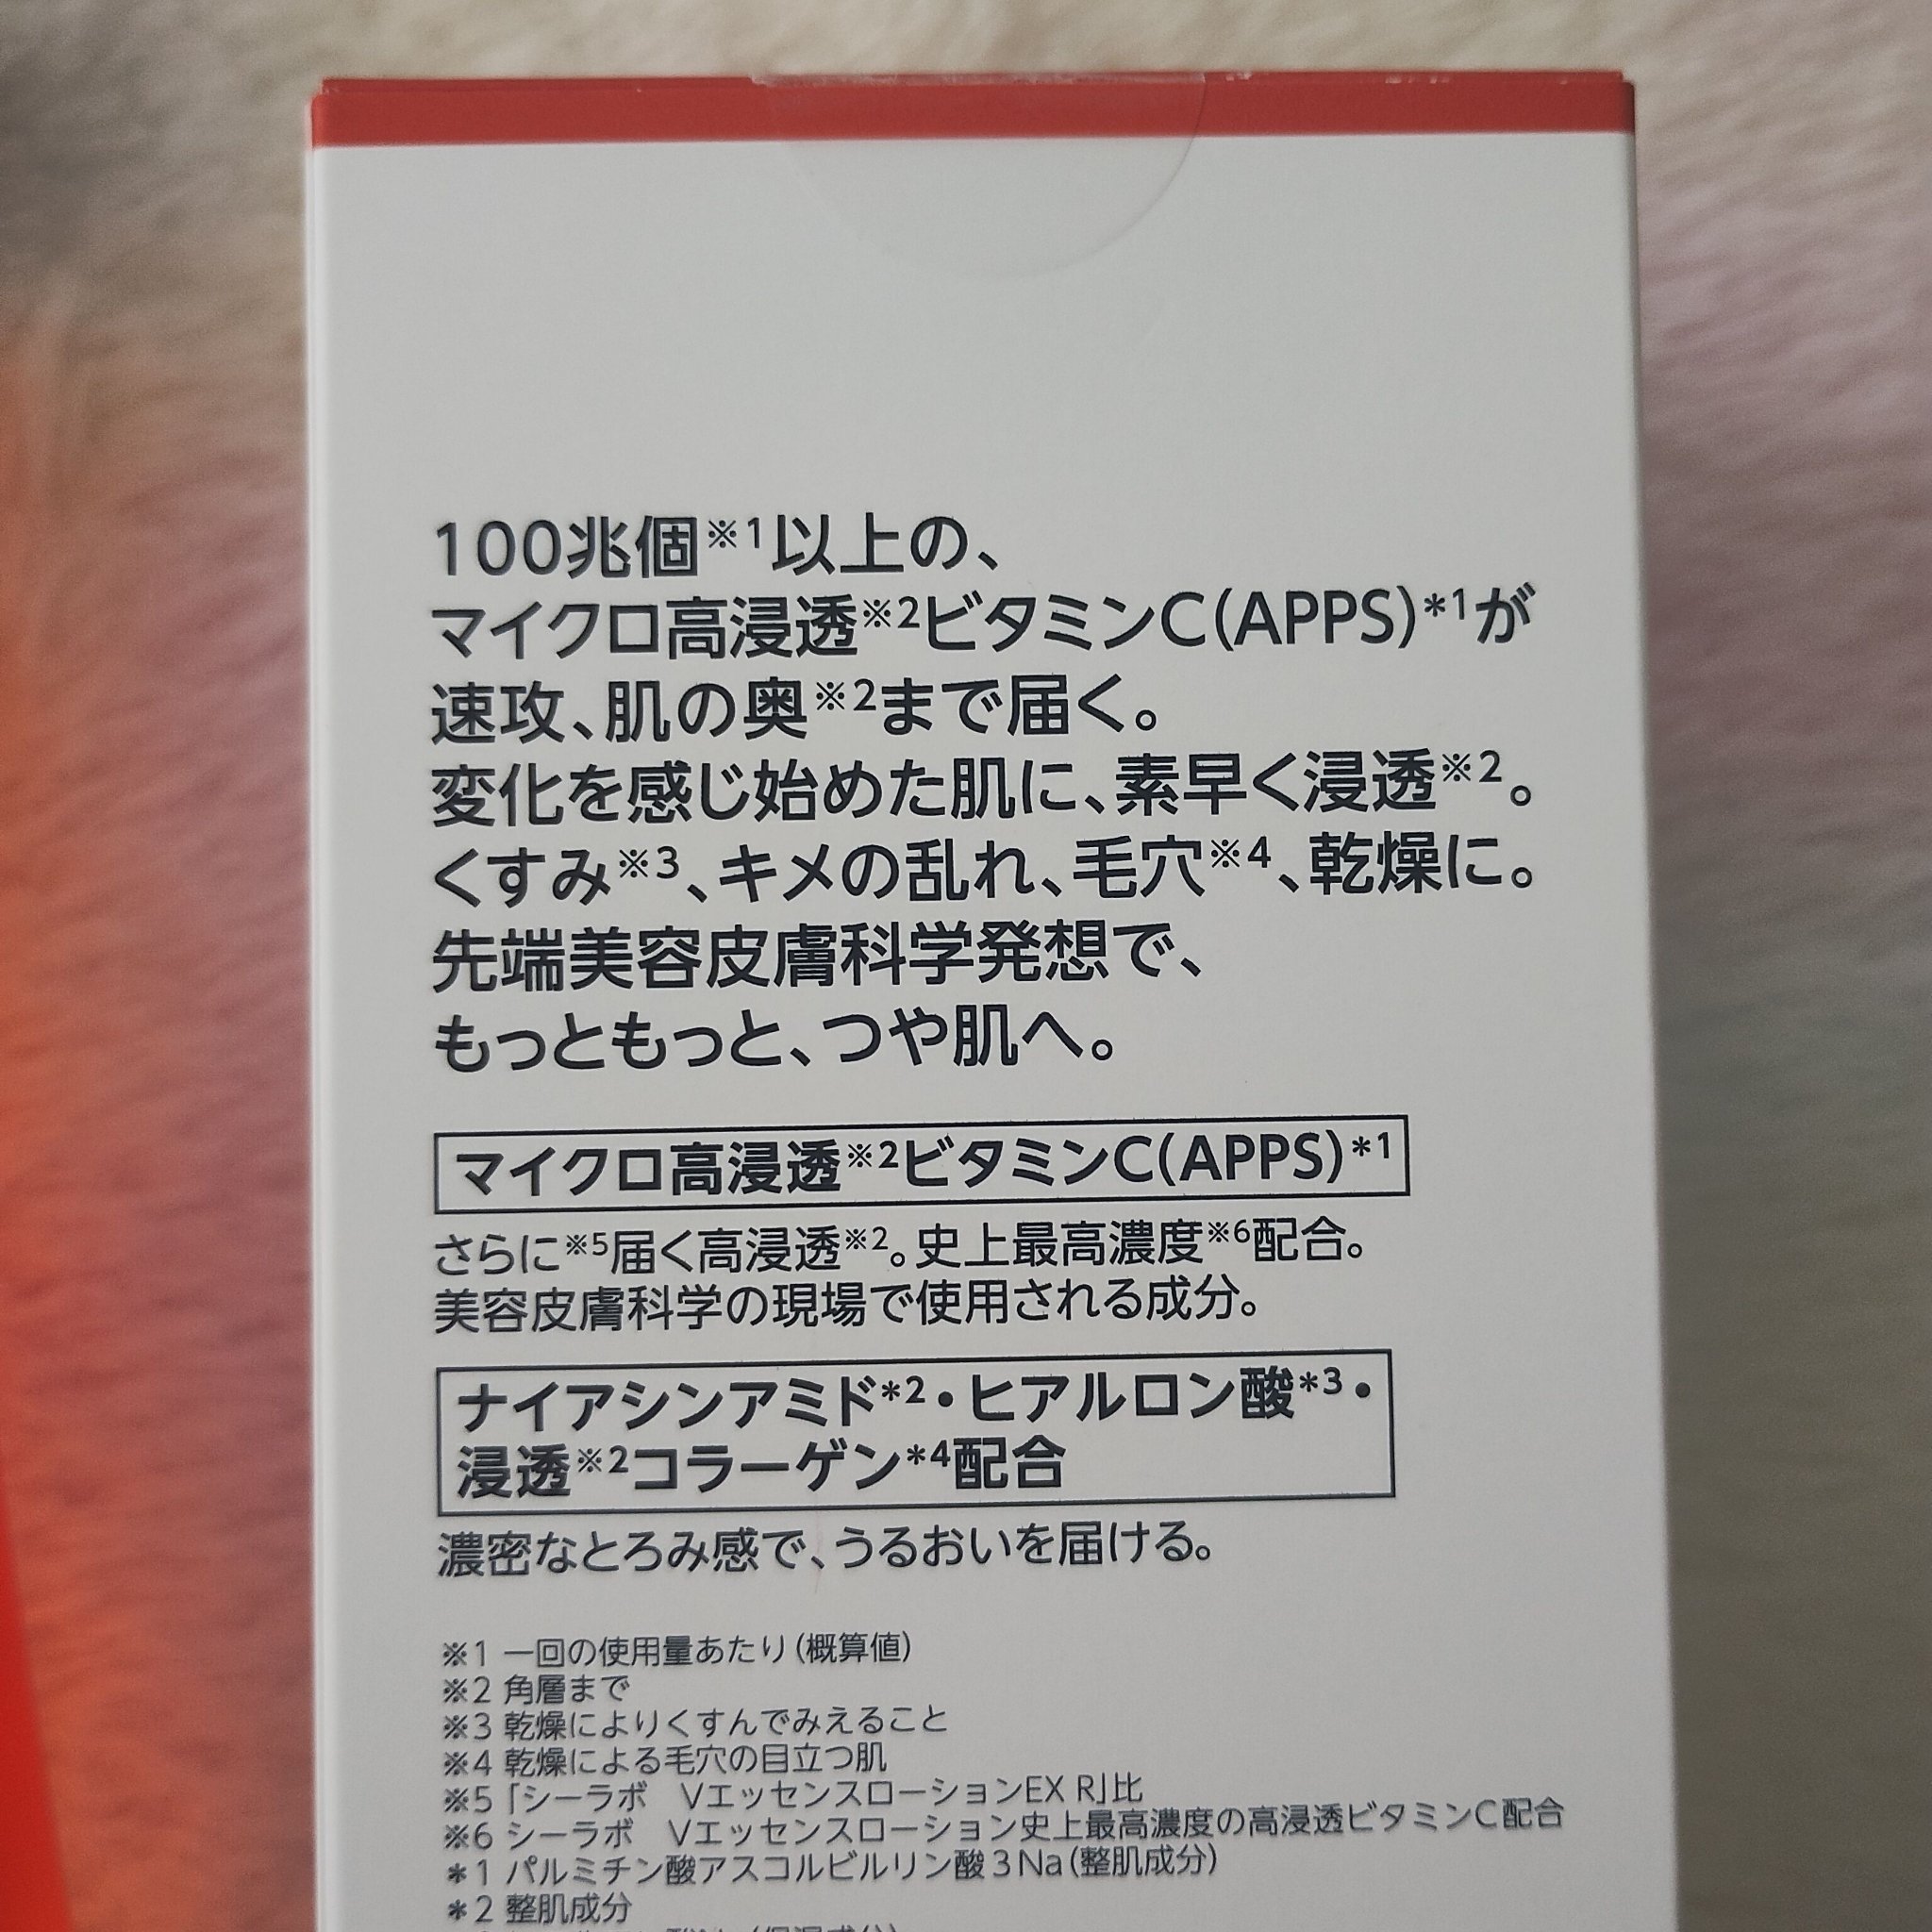 100兆個※1以上の、
マイクロ高浸透※2ビタミンC(APPS)*1が
速攻、肌の奥※2まで届く。
変化を感じ始めた肌に、素早く浸透※2。
くすみ※3、キメの乱れ、毛穴※4、乾燥に。
先端美容皮膚科学発想で、
もっともっと、つや肌へ。
マイクロ高浸透※2ビタミンC(APPS)*1
さらに※5届く高浸透※2。史上最高濃度※6配合。
美容皮膚科学の現場で使用される成分。
ナイアシンアミド*2・ヒアルロン酸*3・
浸透※2コラーゲン*4配合
濃密なとろみ感で、うるおいを届ける。
※1 一回の使用量あたり(概算値)
※2 角層まで
※3 乾燥によりくすんでみえること
※4 乾燥による毛穴の目立つ肌
※5「シーラボ　VエッセンスローションEX R」比
※6 シーラボ　Vエッセンスローション史上最高濃度の高浸透ビタミンC配合
*1 パルミチン酸アスコルビルリン酸3Na(整肌成分)
*2 整肌成分